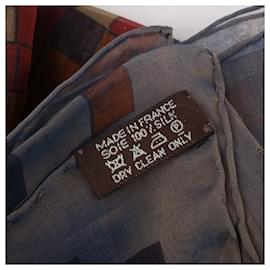 MADE IN FRANCE
SOIE 100% SILK
P
DRY CLEAN ONLY